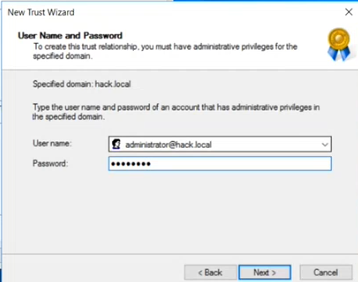 New Trust Wizard
User Name and Password
To create this trust relationship, you must have administrative privileges for the
specified domain.
Specified domain: hack.local
Type the user name and password of an account that has administrative privileges in
the specified domain.
User name: administrator@hack.local
Password: ••••••••
< Back Next > Cancel